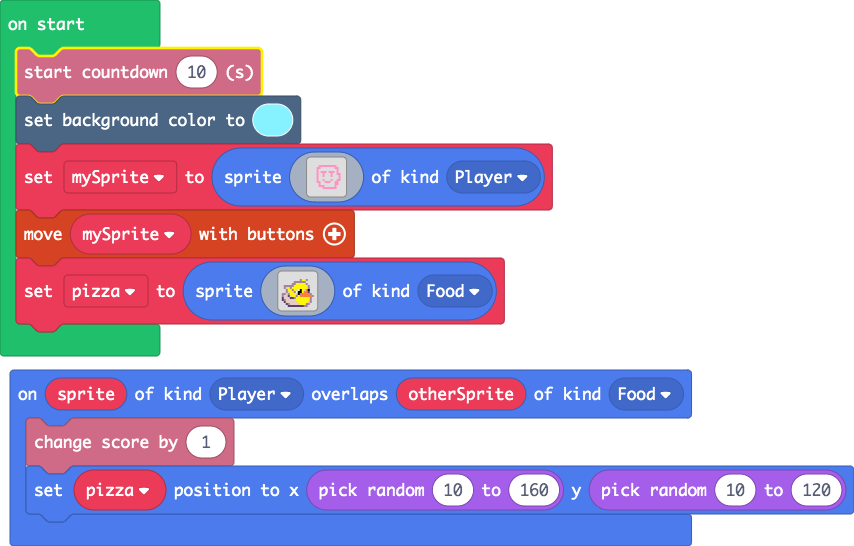 on start
start countdown 10 (s)
set background color to
set mySprite to sprite of kind Player
move mySprite with buttons
set pizza to sprite of kind Food
on sprite of kind Player overlaps otherSprite of kind Food
change score by 1
set pizza position to x pick random 10 to 160 y pick random 10 to 120